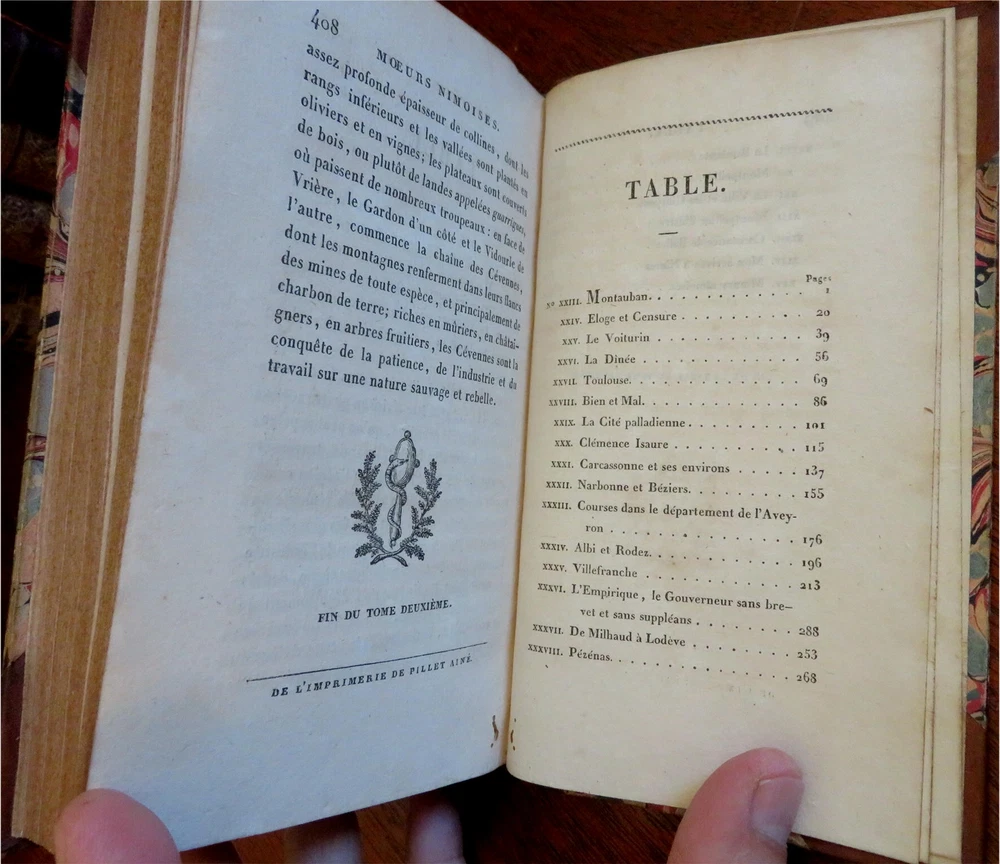 408
MŒURS NIMOISES.
assez profonde épaisseur de collines, dont les
rangs inférieurs et les vallées sont plantés en
oliviers et en vignes; les plateaux sont couverts
de bois, ou plutôt de landes appelées guarrigues,
où paissent de nombreux troupeaux : en face de
Vrière, le Gardon d'un côté et le Vidourle de
l'autre, commence la chaîne des Cévennes,
dont les montagnes renferment dans leurs flancs
des mines de toute espèce, et principalement de
charbon de terre; riches en mûriers, en châtai-
gners, en arbres fruitiers, les Cévennes sont la
conquête de la patience, de l'industrie et du
travail sur une nature sauvage et rebelle.
FIN DU TOME DEUXIÈME.
DE L'IMPRIMERIE DE PILLET AINÉ.
TABLE.
Pages
No XXIII. Montauban. . . . . . . . . . . . 1
XXIV. Eloge et Censure . . . . . . . . . . 20
XXV. Le Voiturin . . . . . . . . . . . . 39
XXVI. La Dînée . . . . . . . . . . . . 56
XXVII. Toulouse. . . . . . . . . . . . . 69
XXVIII. Bien et Mal. . . . . . . . . . . . 86
XXIX. La Cité palladienne . . . . . . . . . 101
XXX. Clémence Isaure . . . . . . . . . 115
XXXI. Carcassonne et ses environs . . . . . . 137
XXXII. Narbonne et Béziers. . . . . . . . . 155
XXXIII. Courses dans le département de l'Avey-
ron . . . . . . . . . . . . . . 176
XXXIV. Albi et Rodez. . . . . . . . . . . 196
XXXV. Villefranche . . . . . . . . . . . 213
XXXVI. L'Empirique, le Gouverneur sans bre-
vet et sans suppléans . . . . . . . . 288
XXXVII. De Milhaud à Lodève . . . . . . . . 253
XXXVIII. Pézénas. . . . . . . . . . . . . 268